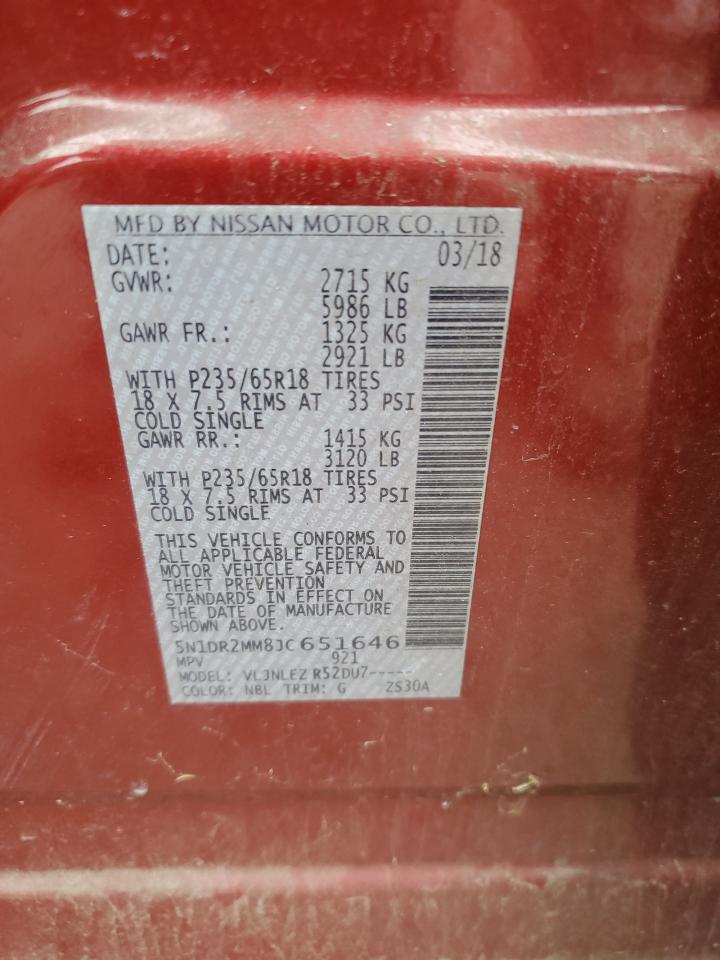 MFD BY NISSAN MOTOR CO., LTD.
DATE: 03/18
GVWR: 2715 KG
5986 LB
GAWR FR.: 1325 KG
2921 LB
WITH P235/65R18 TIRES
18 X 7.5 RIMS AT 33 PSI
COLD SINGLE
GAWR RR.: 1415 KG
3120 LB
WITH P235/65R18 TIRES
18 X 7.5 RIMS AT 33 PSI
COLD SINGLE
THIS VEHICLE CONFORMS TO
ALL APPLICABLE FEDERAL
MOTOR VEHICLE SAFETY AND
THEFT PREVENTION
STANDARDS IN EFFECT ON
THE DATE OF MANUFACTURE
SHOWN ABOVE.
5N1DR2MM8JC651646
MPV 921
MODEL: VLJNLEZ R52DU7-----
COLOR: NBL TRIM: G ZS30A